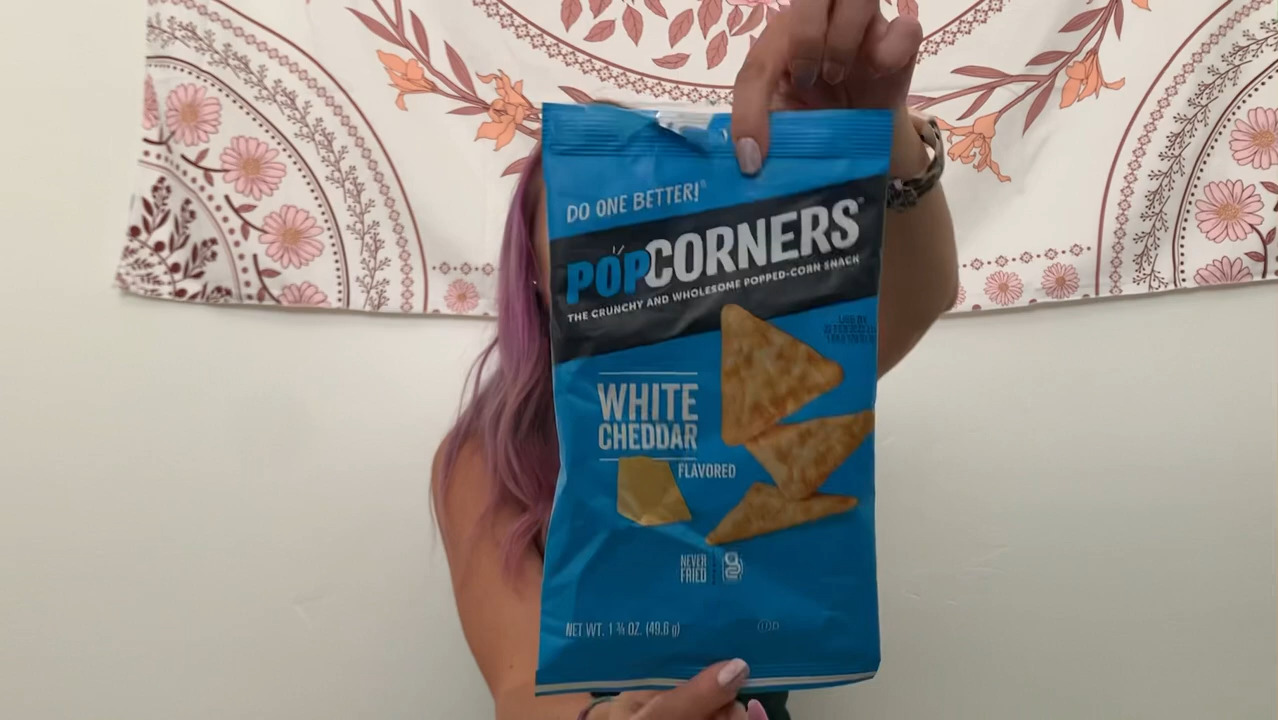 DO ONE BETTER!®
POPCORNERS®
THE CRUNCHY AND WHOLESOME POPPED-CORN SNACK
WHITE
CHEDDAR
FLAVORED
NEVER
FRIED
NET WT. 1 ¾ OZ. (49.6 g)